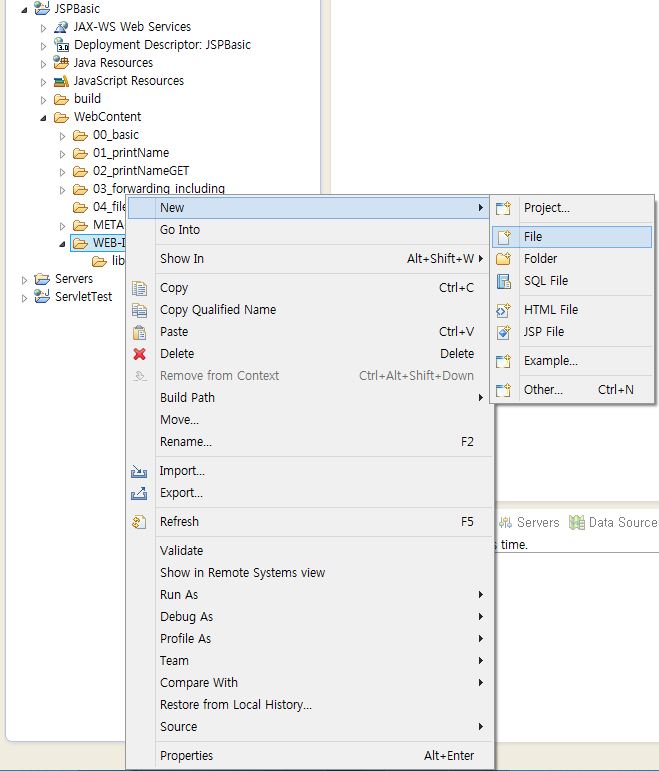 JSPBasic
JAX-WS Web Services
3.0 Deployment Descriptor: JSPBasic
Java Resources
JavaScript Resources
build
WebContent
00_basic
01_printName
02_printNameGET
03_forwarding_including
04_file
META
WEB-I
lib
Servers
ServletTest
New
Go Into
Show In Alt+Shift+W
Copy Ctrl+C
Copy Qualified Name
Paste Ctrl+V
Delete Delete
Remove from Context Ctrl+Alt+Shift+Down
Build Path
Move...
Rename... F2
Import...
Export...
Refresh F5
Validate
Show in Remote Systems view
Run As
Debug As
Profile As
Team
Compare With
Restore from Local History...
Source
Properties Alt+Enter
Project...
File
Folder
SQL File
HTML File
JSP File
Example...
Other... Ctrl+N
Servers Data Source
s time.